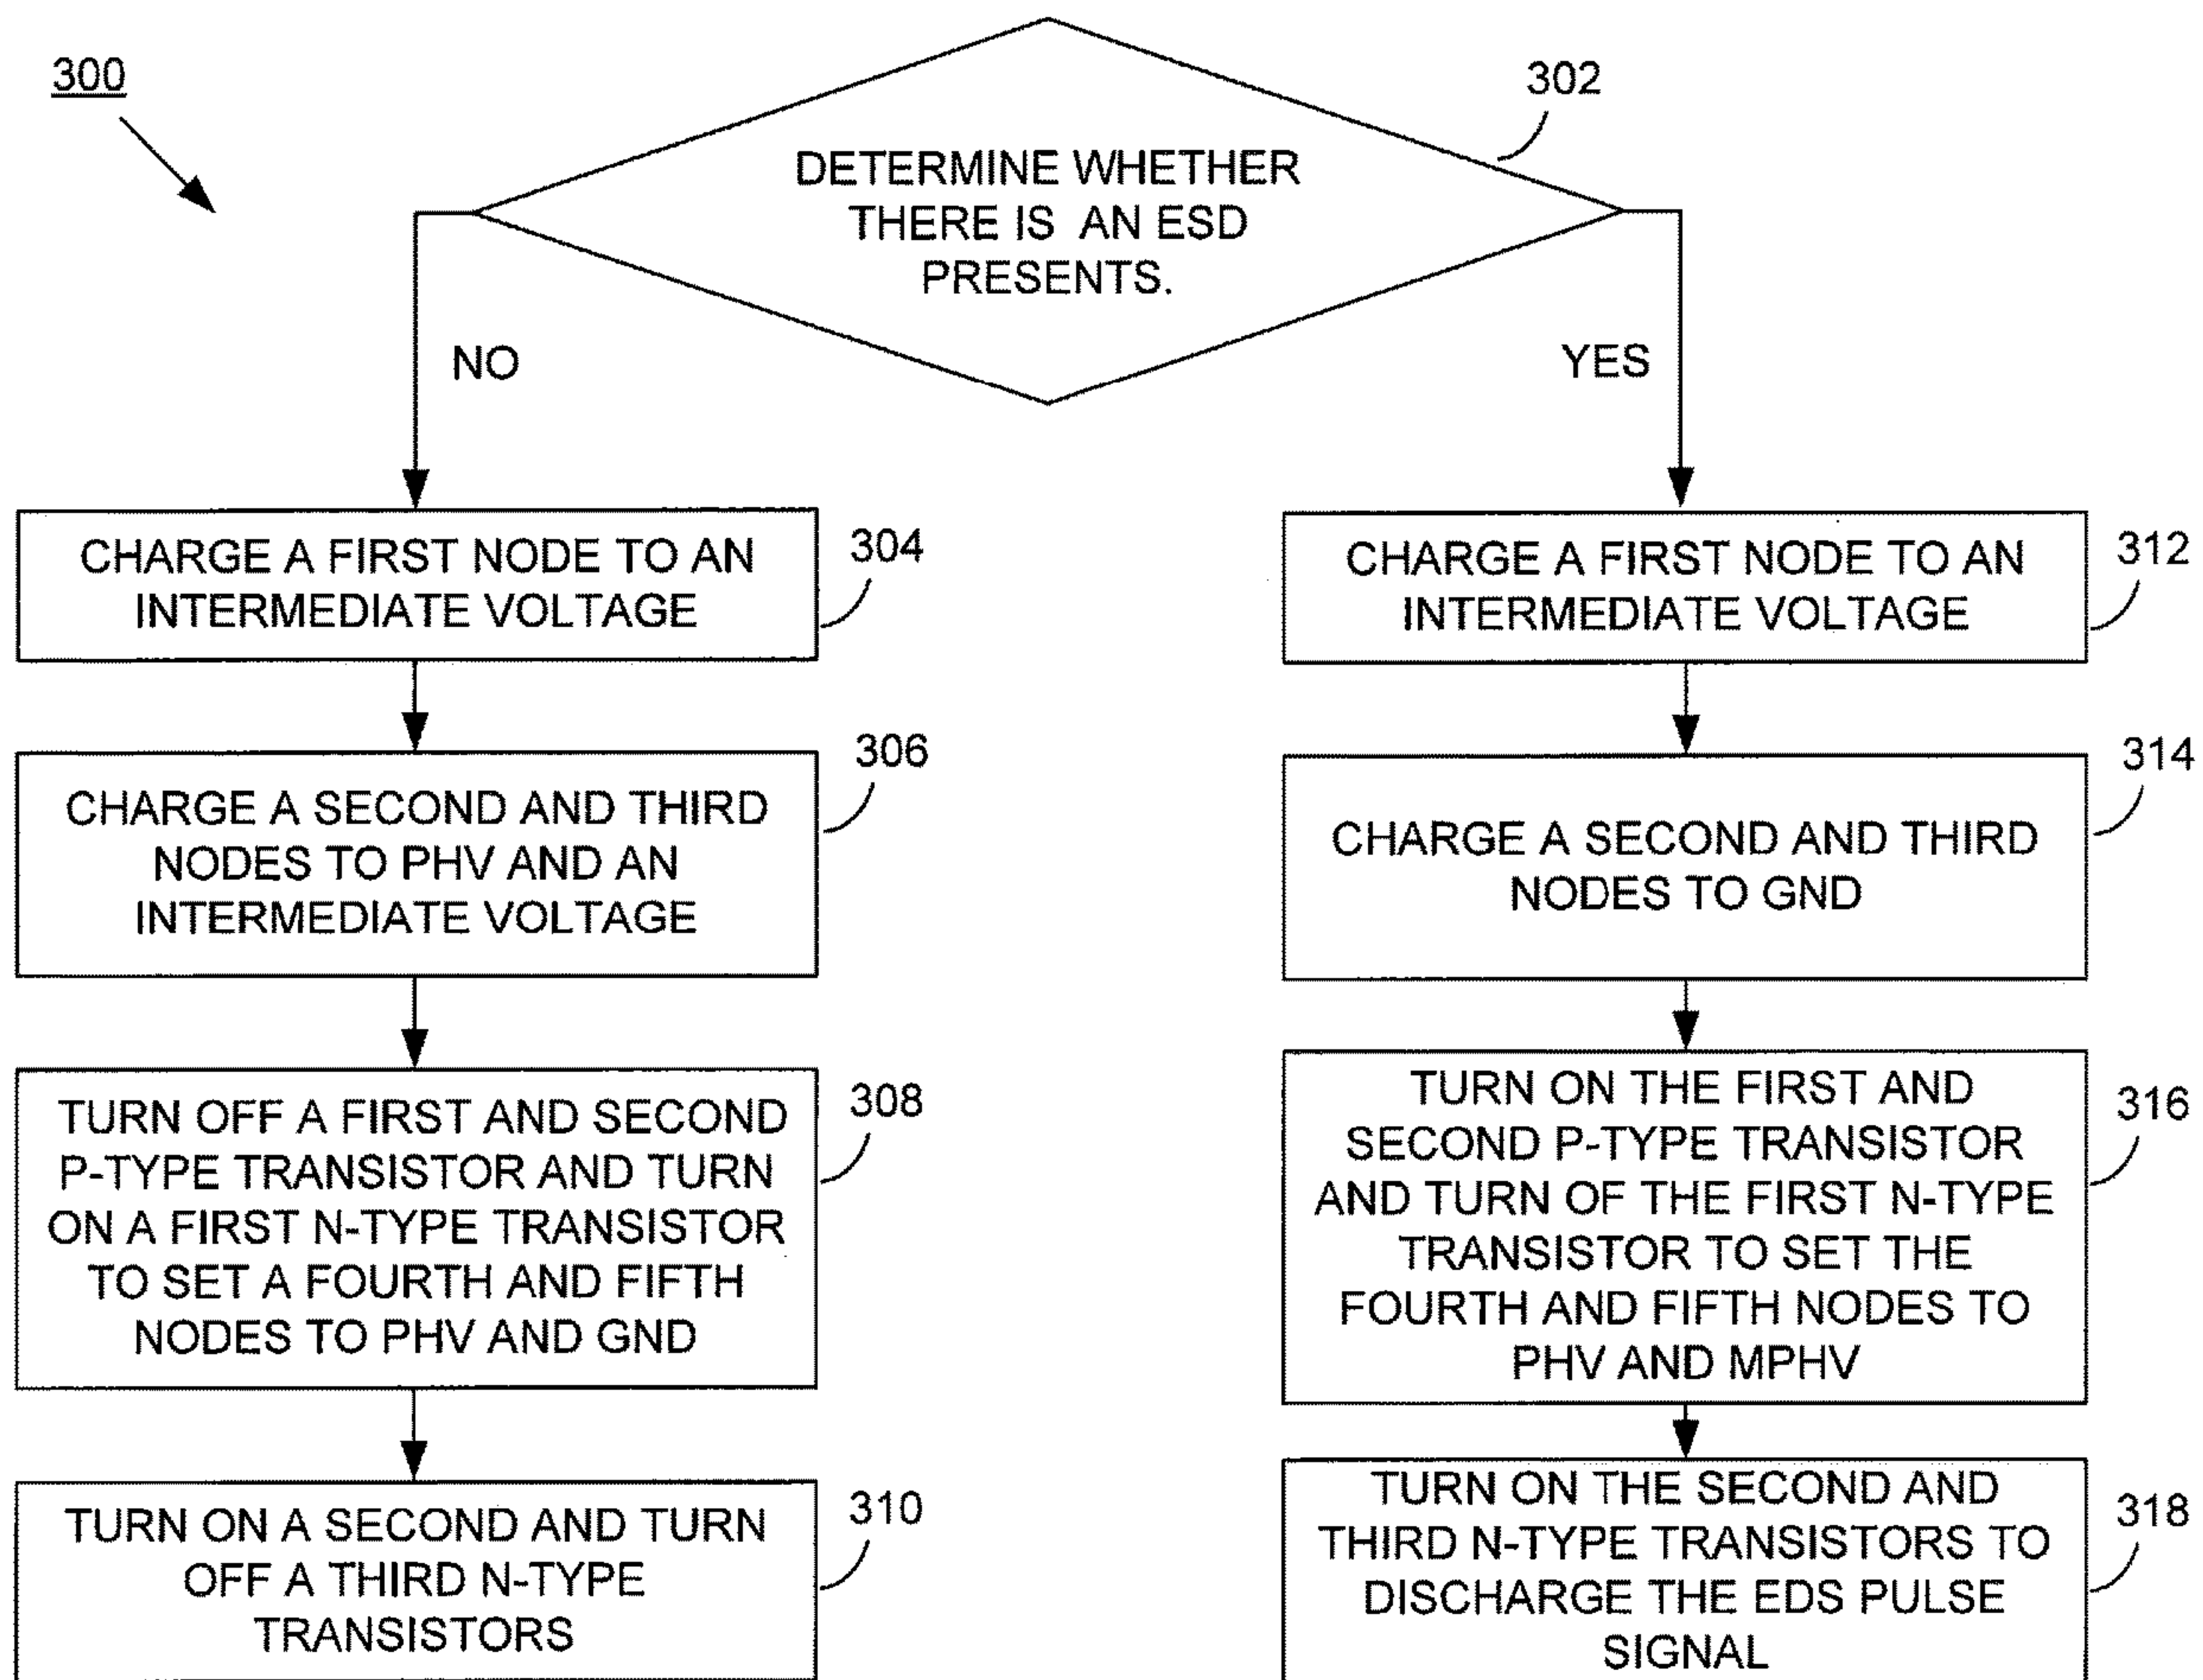 300
302
DETERMINE WHETHER
THERE IS AN ESD
PRESENTS.
NO
YES
CHARGE A FIRST NODE TO AN
INTERMEDIATE VOLTAGE
304
CHARGE A SECOND AND THIRD
NODES TO PHV AND AN
INTERMEDIATE VOLTAGE
306
TURN OFF A FIRST AND SECOND
P-TYPE TRANSISTOR AND TURN
ON A FIRST N-TYPE TRANSISTOR
TO SET A FOURTH AND FIFTH
NODES TO PHV AND GND
308
TURN ON A SECOND AND TURN
OFF A THIRD N-TYPE
TRANSISTORS
310
CHARGE A FIRST NODE TO AN
INTERMEDIATE VOLTAGE
312
CHARGE A SECOND AND THIRD
NODES TO GND
314
TURN ON THE FIRST AND
SECOND P-TYPE TRANSISTOR
AND TURN OF THE FIRST N-TYPE
TRANSISTOR TO SET THE
FOURTH AND FIFTH NODES TO
PHV AND MPHV
316
TURN ON THE SECOND AND
THIRD N-TYPE TRANSISTORS TO
DISCHARGE THE EDS PULSE
SIGNAL
318